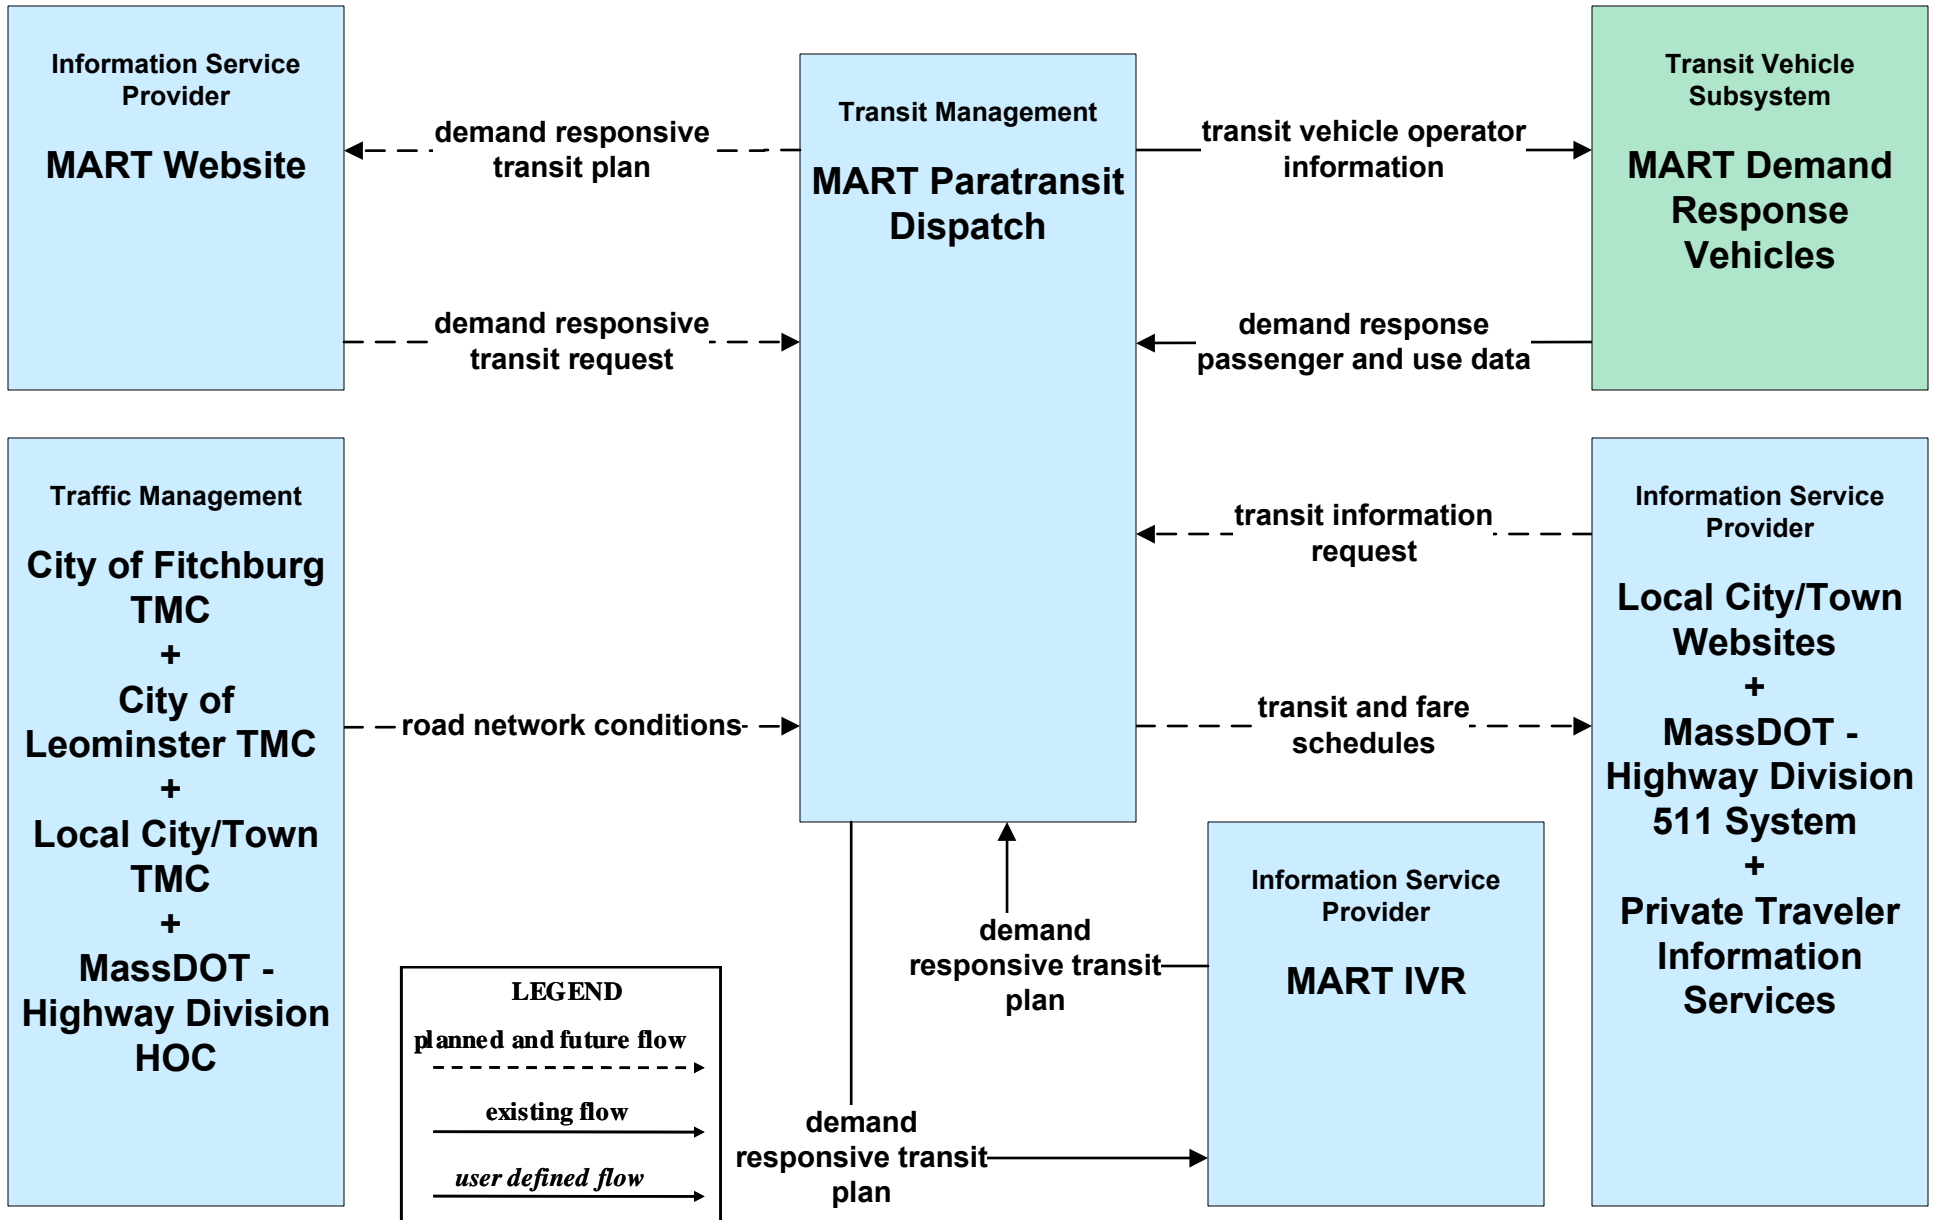 Information Service
Provider
MART Website
demand responsive
transit plan
demand responsive
transit request
Transit Management
MART Paratransit
Dispatch
transit vehicle operator
information
demand response
passenger and use data
Transit Vehicle
Subsystem
MART Demand
Response
Vehicles
Traffic Management
City of Fitchburg
TMC
+
City of
Leominster TMC
+
Local City/Town
TMC
+
MassDOT -
Highway Division
HOC
road network conditions
transit information
request
transit and fare
schedules
Information Service
Provider
Local City/Town
Websites
+
MassDOT -
Highway Division
511 System
+
Private Traveler
Information
Services
demand
responsive transit
plan
Information Service
Provider
MART IVR
demand
responsive transit
plan
LEGEND
planned and future flow
existing flow
user defined flow